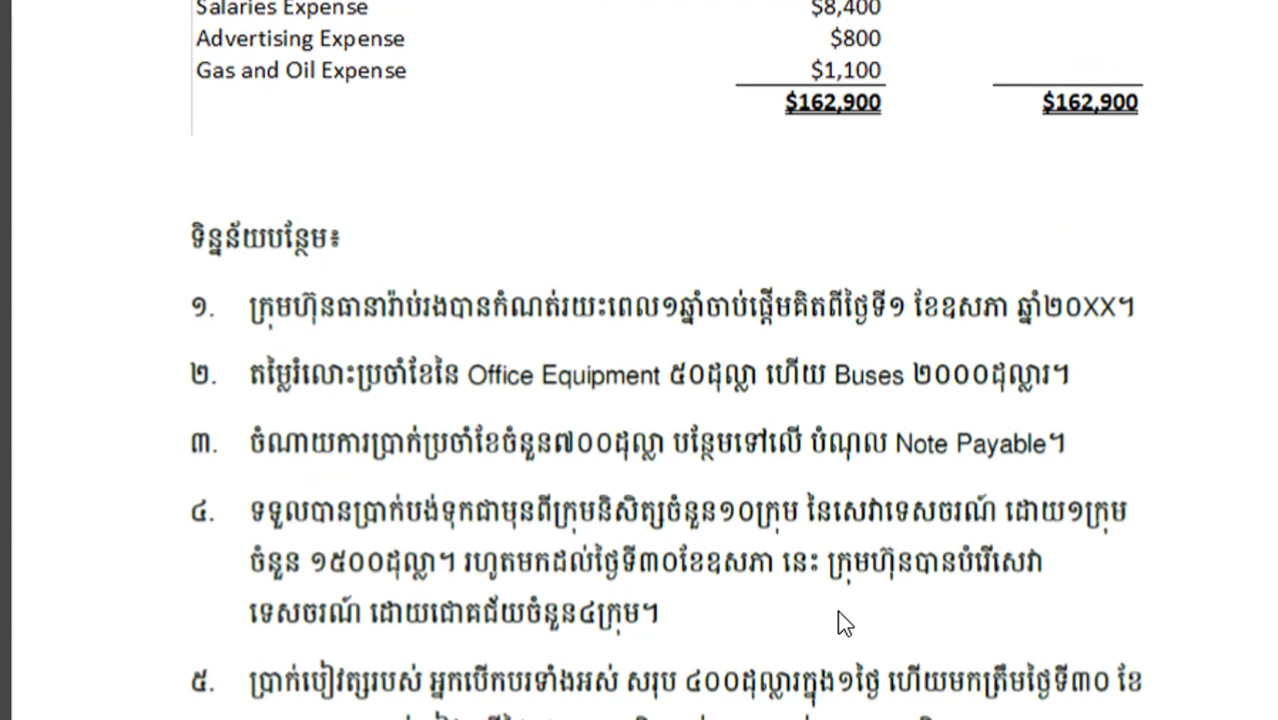 Salaries Expense $8,400
Advertising Expense $800
Gas and Oil Expense $1,100
$162,900 $162,900
ទិន្នន័យបន្ថែម៖
១. ក្រុមហ៊ុនធានារ៉ាប់រងបានកំណត់រយះពេល១ឆ្នាំចាប់ផ្តើមគិតពីថ្ងៃទី១ ខែឧសភា ឆ្នាំ២០XX។
២. តម្លៃរំលោះប្រចាំខែនៃ Office Equipment ៥០ដុល្លា ហើយ Buses ២០០០ដុល្លារ។
៣. ចំណាយការប្រាក់ប្រចាំខែចំនួន៧០០ដុល្លា បន្ថែមទៅលើ បំណុល Note Payable។
៤. ទទួលបានប្រាក់បង់ទុកជាមុនពីក្រុមនិសិត្សចំនួន១០ក្រុម នៃសេវាទេសចរណ៍ ដោយ១ក្រុម
ចំនួន ១៥០០ដុល្លា។ រហូតមកដល់ថ្ងៃទី៣០ខែឧសភា នេះ ក្រុមហ៊ុនបានបំរើសេវា
ទេសចរណ៍ ដោយជោគជ័យចំនួន៤ក្រុម។
៥. ប្រាក់បៀវត្សរបស់ អ្នកបើកបរទាំងអស់ សរុប ៤០០ដុល្លារក្នុង១ថ្ងៃ ហើយមកត្រឹមថ្ងៃទី៣០ ខែ